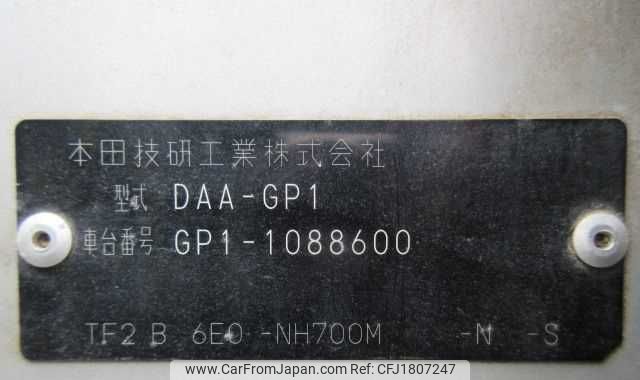 本田技研工業株式会社
型式 DAA-GP1
車台番号 GP1-1088600
TF2 B 6E0 -NH700M -N -S
www.carfromjapan.com CFJ1807247